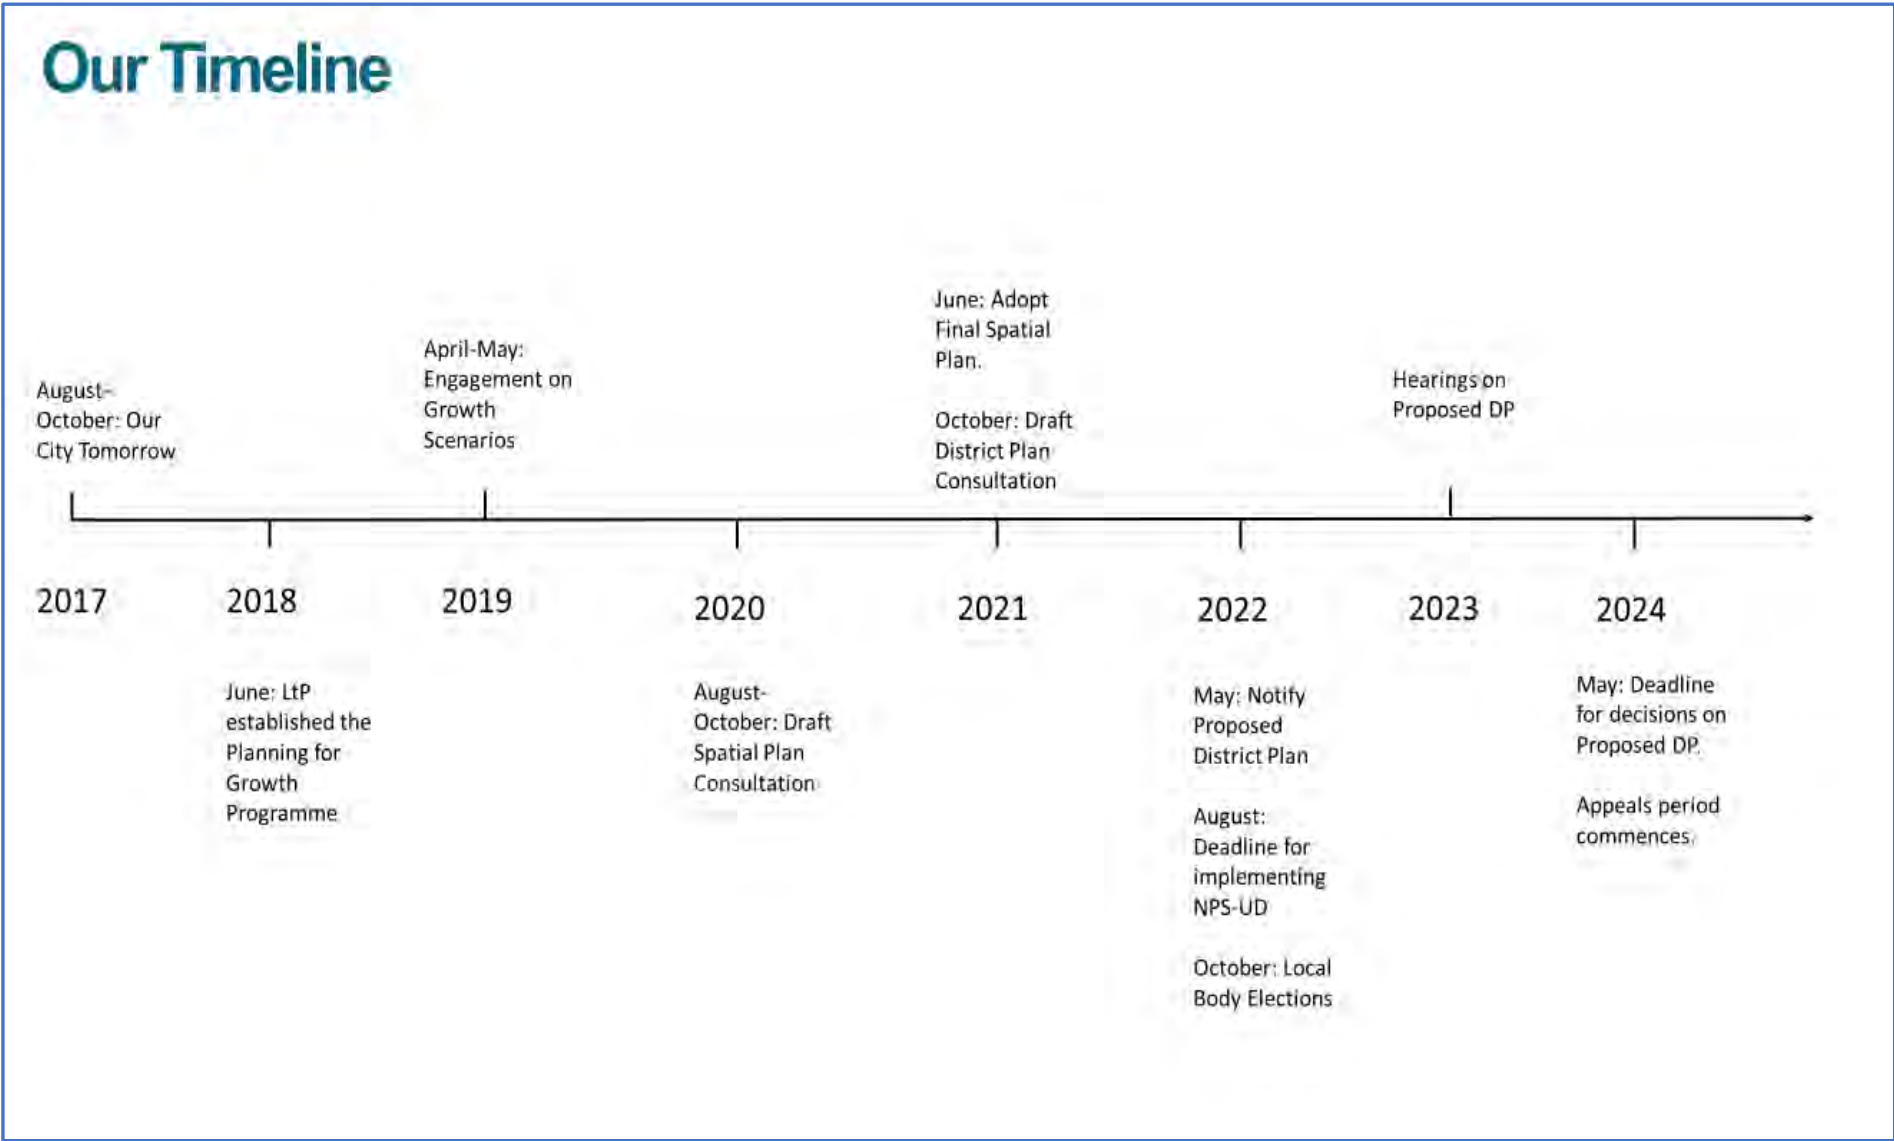 Our Timeline
August-
October: Our
City Tomorrow
April-May:
Engagement on
Growth
Scenarios
June: Adopt
Final Spatial
Plan.
October: Draft
District Plan
Consultation
Hearings on
Proposed DP
2017
2018
2019
2020
2021
2022
2023
2024
June: LtP
established the
Planning for
Growth
Programme
August-
October: Draft
Spatial Plan
Consultation
May: Notify
Proposed
District Plan
August:
Deadline for
implementing
NPS-UD
October: Local
Body Elections
May: Deadline
for decisions on
Proposed DP.
Appeals period
commences.